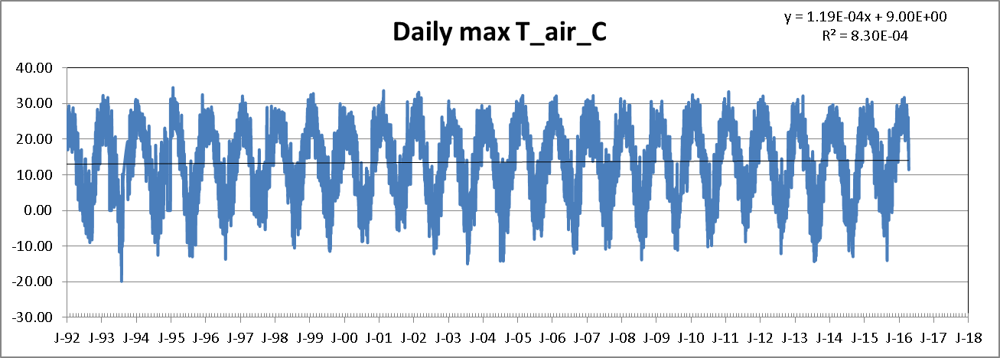 Daily max T_air_C
y = 1.19E-04x + 9.00E+00
R² = 8.30E-04
40.00
30.00
20.00
10.00
0.00
-10.00
-20.00
-30.00
J-92 J-93 J-94 J-95 J-96 J-97 J-98 J-99 J-00 J-01 J-02 J-03 J-04 J-05 J-06 J-07 J-08 J-09 J-10 J-11 J-12 J-13 J-14 J-15 J-16 J-17 J-18